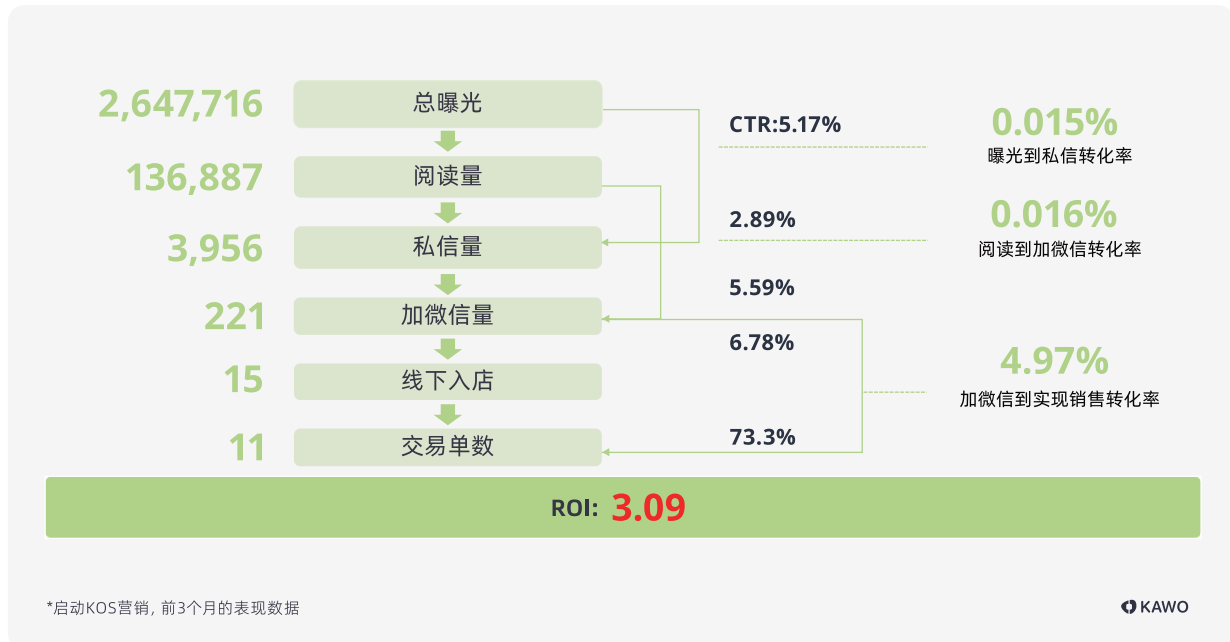 2,647,716 总曝光
CTR:5.17%
0.015%
曝光到私信转化率
136,887 阅读量
2.89%
0.016%
阅读到加微信转化率
3,956 私信量
5.59%
221 加微信量
6.78%
4.97%
加微信到实现销售转化率
15 线下入店
73.3%
11 交易单数
ROI: 3.09
*启动KOS营销, 前3个月的表现数据
KAWO